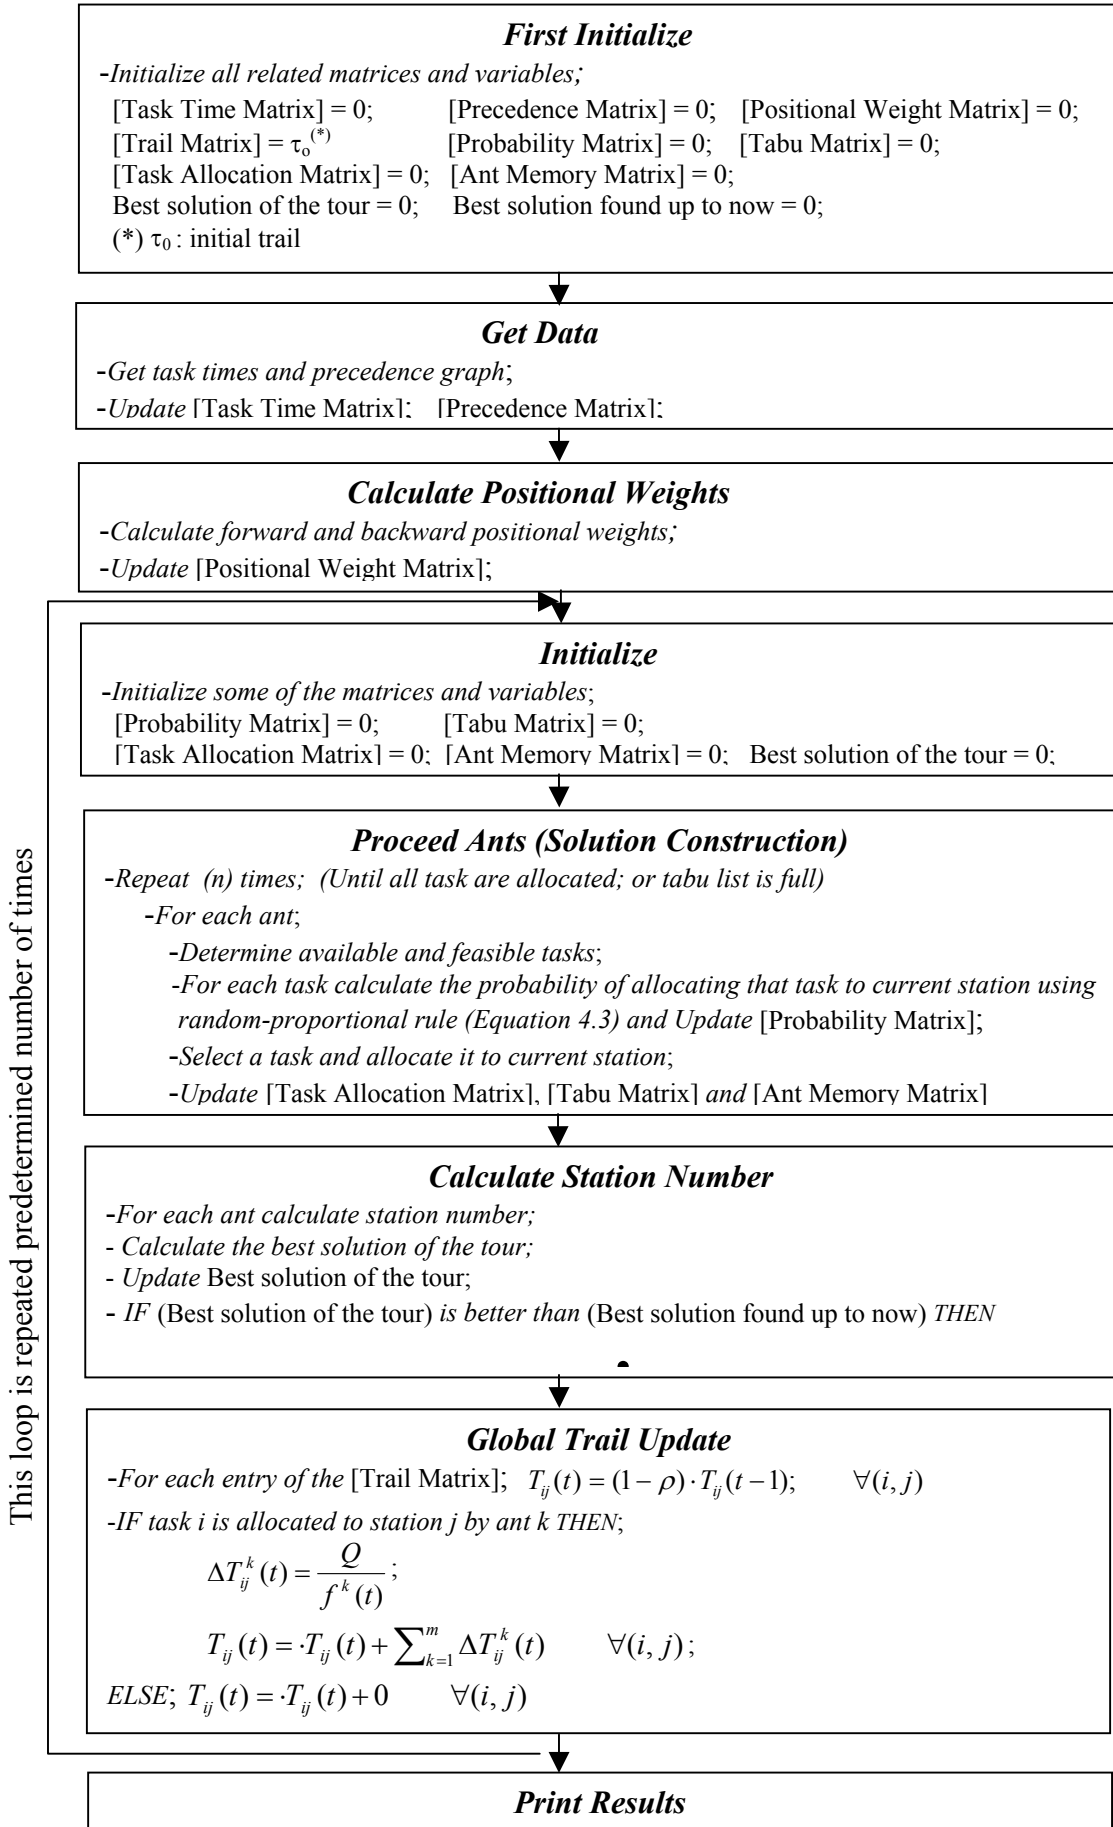 First Initialize
-Initialize all related matrices and variables;
[Task Time Matrix] = 0; [Precedence Matrix] = 0; [Positional Weight Matrix] = 0;
[Trail Matrix] = τo(*) [Probability Matrix] = 0; [Tabu Matrix] = 0;
[Task Allocation Matrix] = 0; [Ant Memory Matrix] = 0;
Best solution of the tour = 0; Best solution found up to now = 0;
(*) τ0 : initial trail
Get Data
-Get task times and precedence graph;
-Update [Task Time Matrix]; [Precedence Matrix];
Calculate Positional Weights
-Calculate forward and backward positional weights;
-Update [Positional Weight Matrix];
Initialize
-Initialize some of the matrices and variables;
[Probability Matrix] = 0; [Tabu Matrix] = 0;
[Task Allocation Matrix] = 0; [Ant Memory Matrix] = 0; Best solution of the tour = 0;
Proceed Ants (Solution Construction)
-Repeat (n) times; (Until all task are allocated; or tabu list is full)
-For each ant;
-Determine available and feasible tasks;
-For each task calculate the probability of allocating that task to current station using
random-proportional rule (Equation 4.3) and Update [Probability Matrix];
-Select a task and allocate it to current station;
-Update [Task Allocation Matrix], [Tabu Matrix] and [Ant Memory Matrix]
Calculate Station Number
-For each ant calculate station number;
- Calculate the best solution of the tour;
- Update Best solution of the tour;
- IF (Best solution of the tour) is better than (Best solution found up to now) THEN
Global Trail Update
-For each entry of the [Trail Matrix]; T_ij(t) = (1 − ρ) · T_ij(t − 1); ∀(i, j)
-IF task i is allocated to station j by ant k THEN;
ΔT_ij^k(t) = Q / f^k(t);
T_ij(t) = ·T_ij(t) + ∑_{k=1}^m ΔT_ij^k(t) ∀(i, j);
ELSE; T_ij(t) = ·T_ij(t) + 0 ∀(i, j)
Print Results
This loop is repeated predetermined number of times